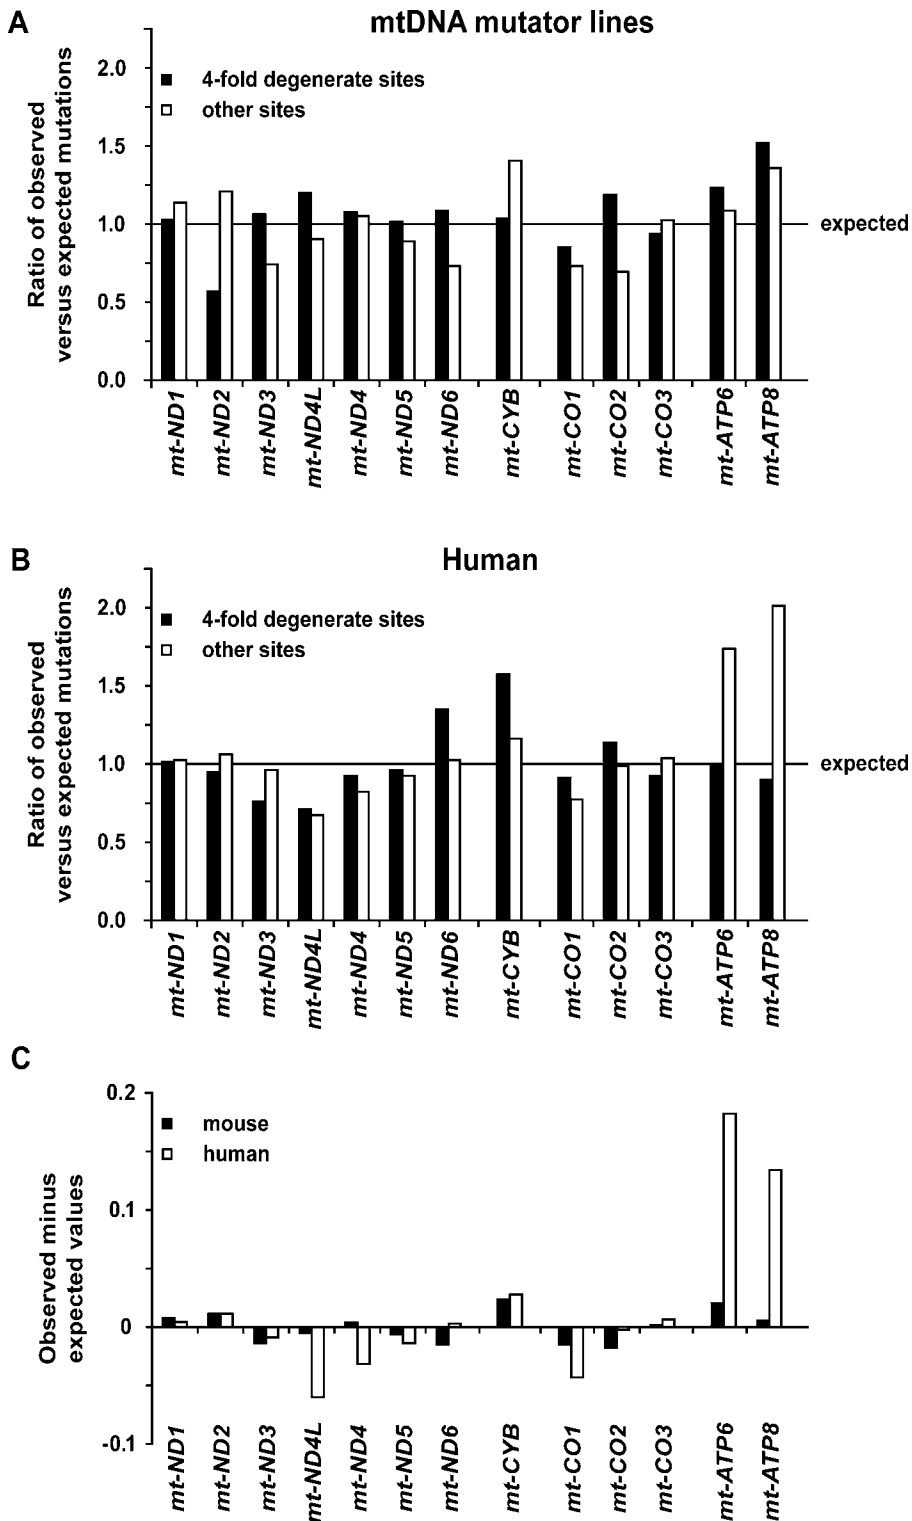 A
mtDNA mutator lines
Ratio of observed
versus expected mutations
2.0
1.5
1.0
0.5
0.0
4-fold degenerate sites
other sites
expected
mt-ND1
mt-ND2
mt-ND3
mt-ND4L
mt-ND4
mt-ND5
mt-ND6
mt-CYB
mt-CO1
mt-CO2
mt-CO3
mt-ATP6
mt-ATP8
B
Human
Ratio of observed
versus expected mutations
2.0
1.5
1.0
0.5
0.0
4-fold degenerate sites
other sites
expected
mt-ND1
mt-ND2
mt-ND3
mt-ND4L
mt-ND4
mt-ND5
mt-ND6
mt-CYB
mt-CO1
mt-CO2
mt-CO3
mt-ATP6
mt-ATP8
C
Observed minus
expected values
0.2
0.1
0
-0.1
mouse
human
mt-ND1
mt-ND2
mt-ND3
mt-ND4L
mt-ND4
mt-ND5
mt-ND6
mt-CYB
mt-CO1
mt-CO2
mt-CO3
mt-ATP6
mt-ATP8